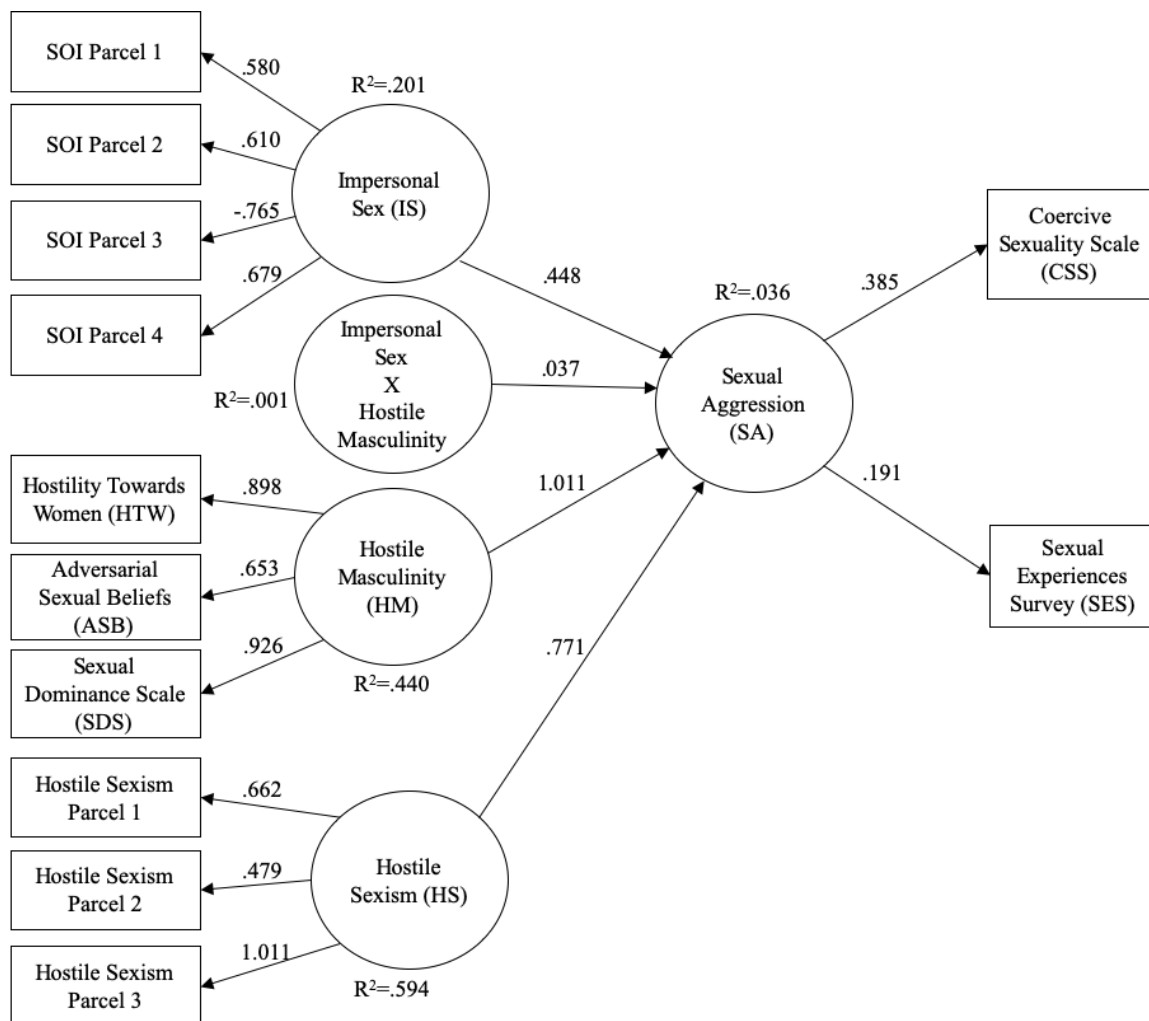 SOI Parcel 1
SOI Parcel 2
SOI Parcel 3
SOI Parcel 4
.580
.610
-.765
.679
R²=.201
Impersonal
Sex (IS)
.448
Impersonal
Sex
X
Hostile
Masculinity
R²=.001
.037
Hostility Towards
Women (HTW)
Adversarial
Sexual Beliefs
(ASB)
Sexual
Dominance Scale
(SDS)
.898
.653
.926
Hostile
Masculinity
(HM)
R²=.440
1.011
Hostile Sexism
Parcel 1
Hostile Sexism
Parcel 2
Hostile Sexism
Parcel 3
.662
.479
1.011
Hostile
Sexism (HS)
R²=.594
.771
R²=.036
Sexual
Aggression
(SA)
.385
.191
Coercive
Sexuality Scale
(CSS)
Sexual
Experiences
Survey (SES)